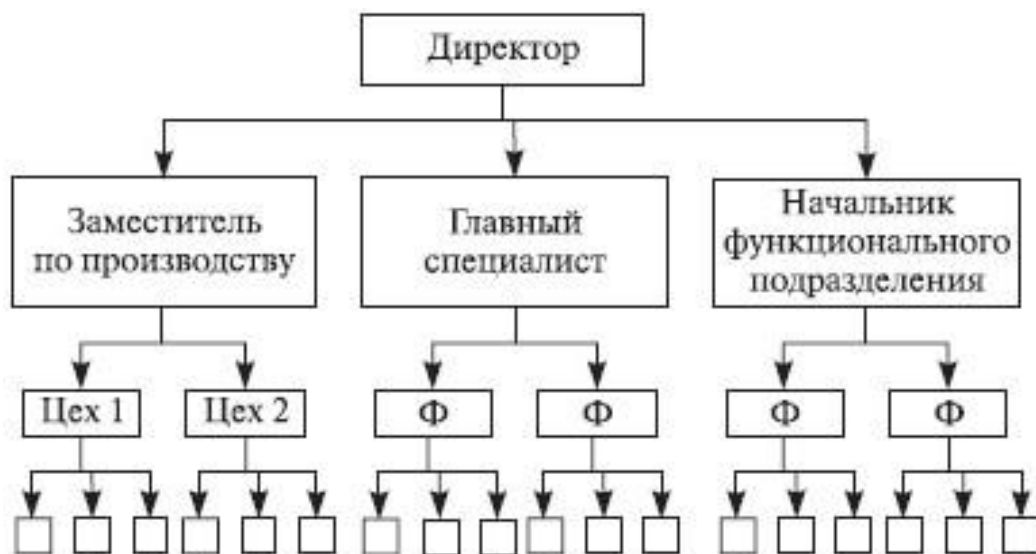 Директор
Заместитель
по производству
Главный
специалист
Начальник
функционального
подразделения
Цех 1
Цех 2
Ф
Ф
Ф
Ф